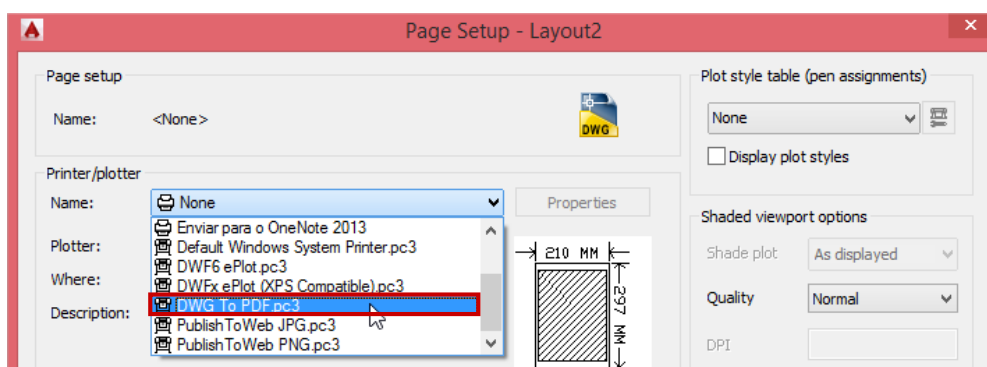 Page Setup - Layout2
Page setup
Name: <None>
DWG
Plot style table (pen assignments)
None
Display plot styles
Printer/plotter
Name: None
Properties
Enviar para o OneNote 2013
Plotter:
Default Windows System Printer.pc3
DWF6 ePlot.pc3
Where:
DWFx ePlot (XPS Compatible).pc3
DWG To PDF.pc3
Description:
PublishToWeb JPG.pc3
PublishToWeb PNG.pc3
210 MM
297 MM
Shaded viewport options
Shade plot As displayed
Quality Normal
DPI